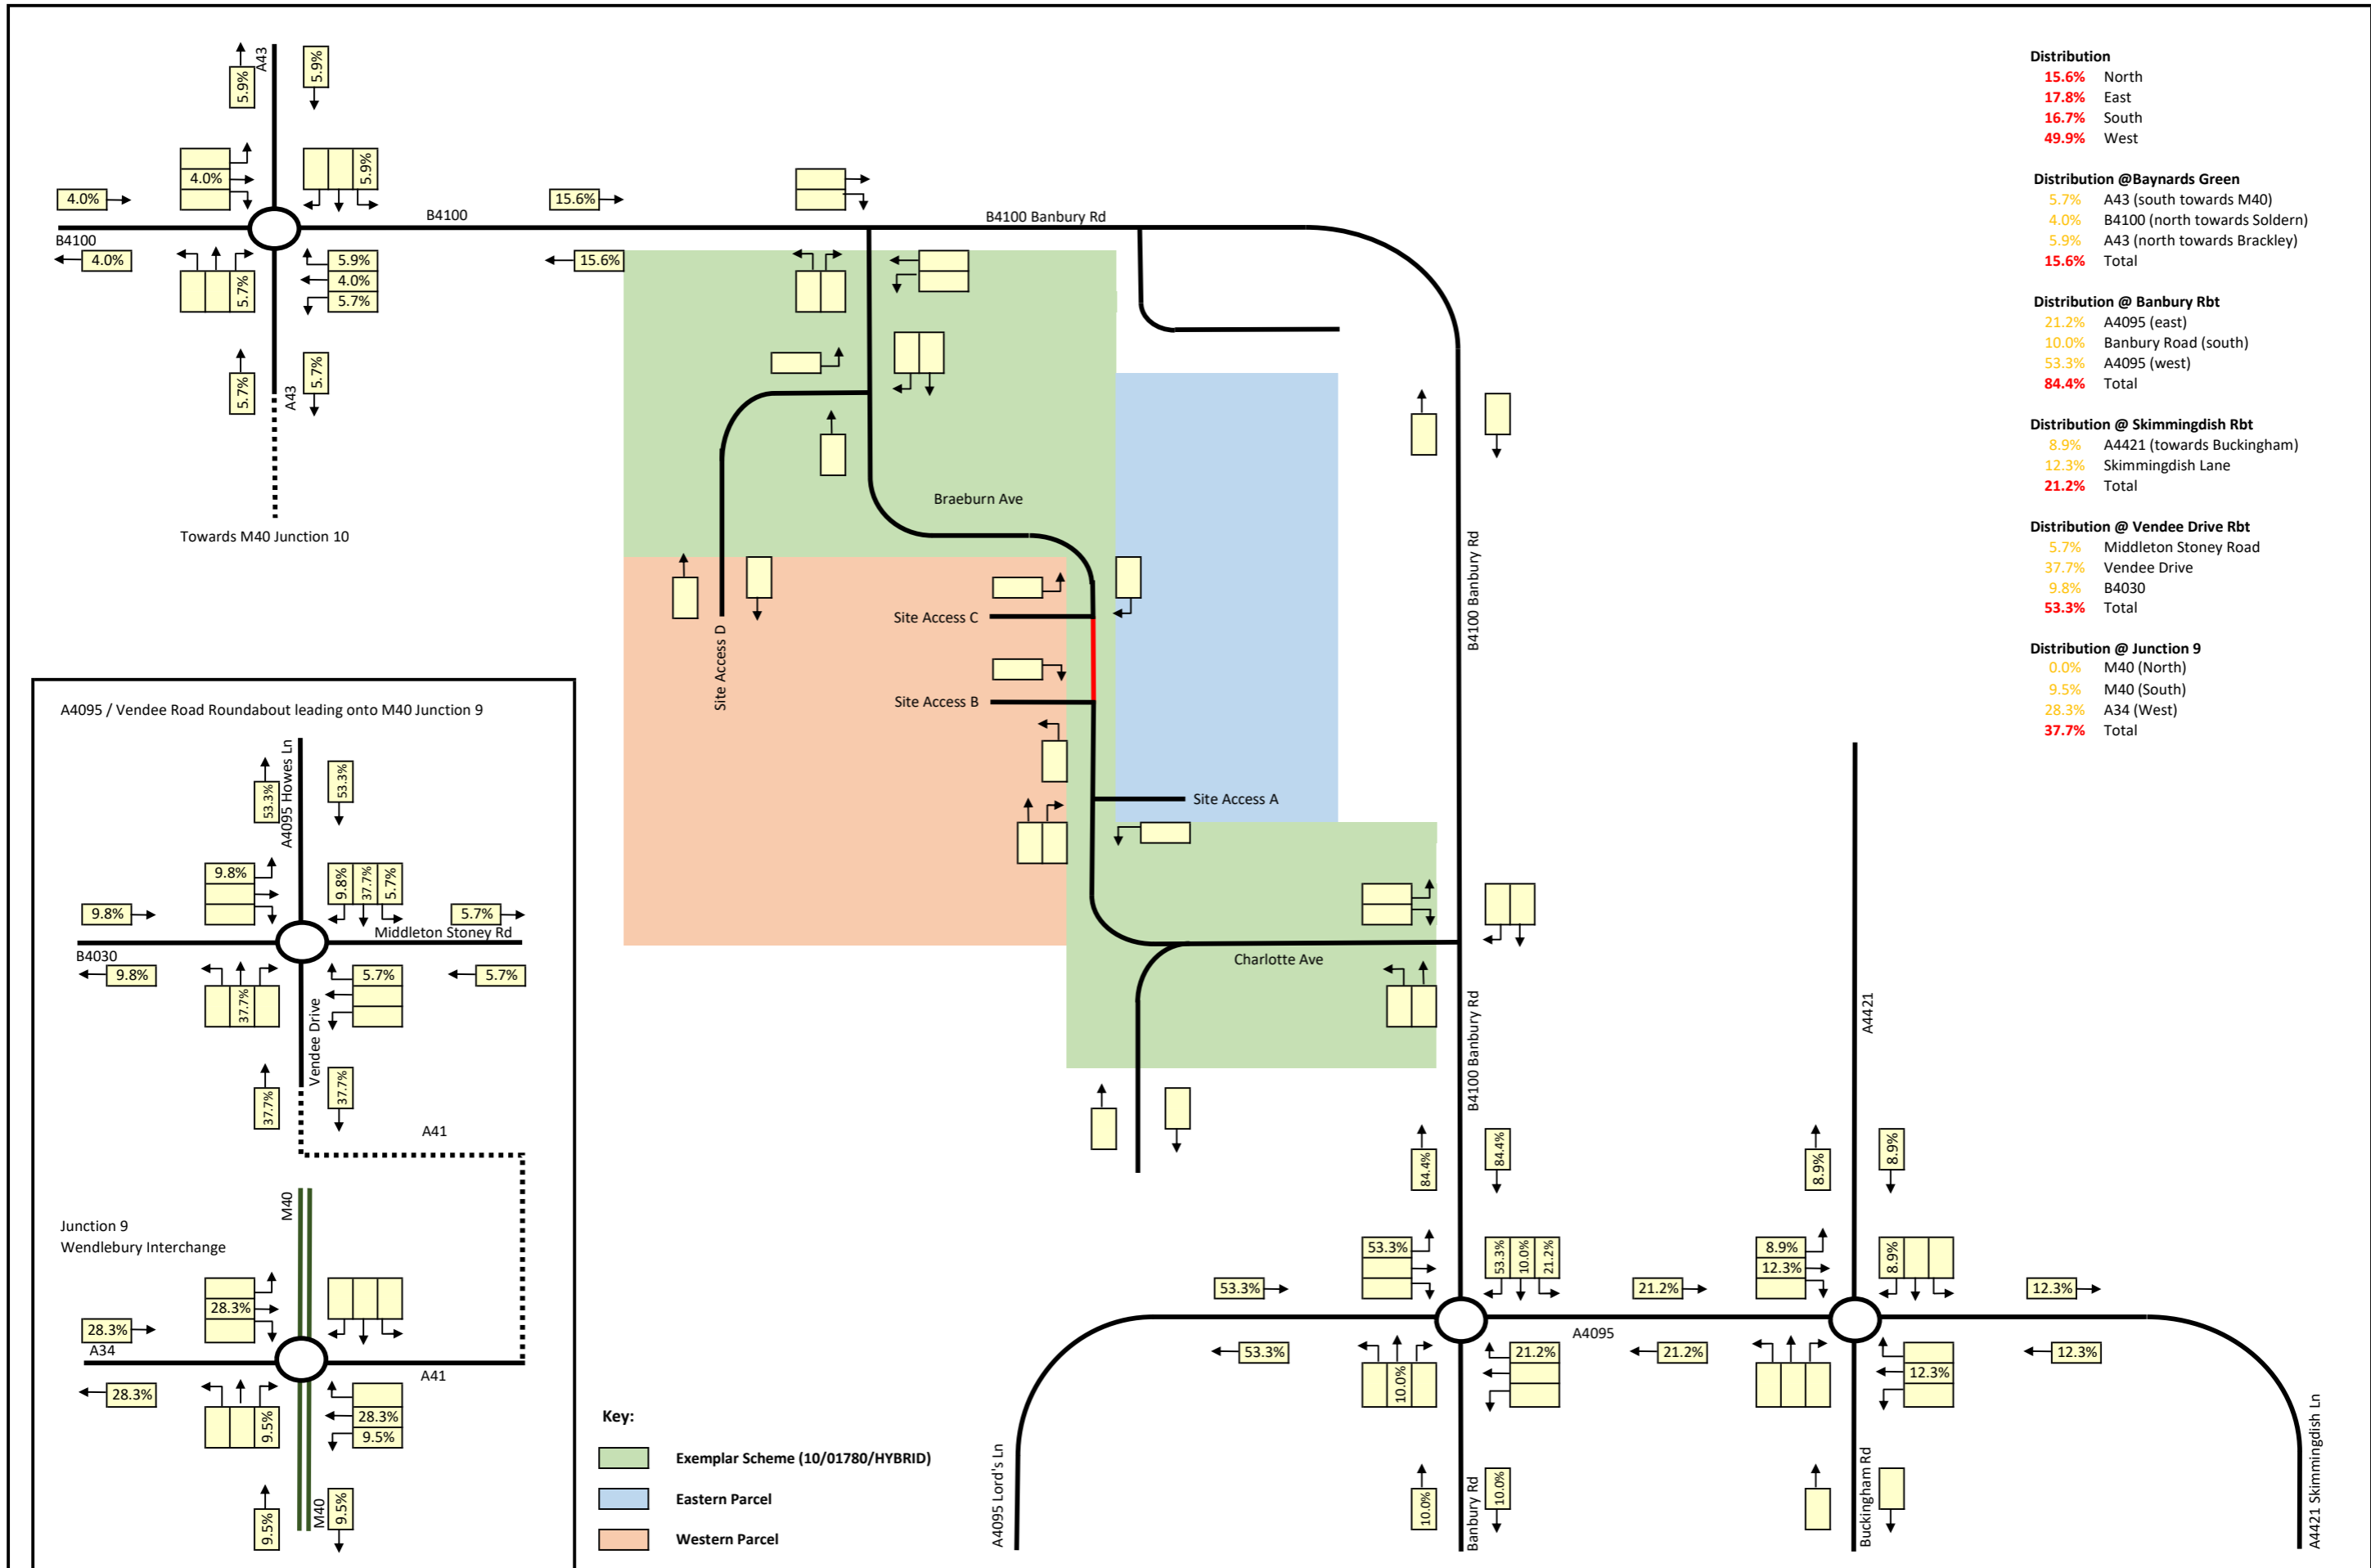 A43
5.9%
5.9%
4.0%
5.9%
4.0%
15.6%
B4100
B4100 Banbury Rd
B4100
4.0%
15.6%
5.7%
5.9%
4.0%
5.7%
5.7%
5.7%
A43
Towards M40 Junction 10
Braeburn Ave
Site Access C
Site Access B
Site Access D
Site Access A
B4100 Banbury Rd
Charlotte Ave
B4100 Banbury Rd
A4421
Distribution
15.6% North
17.8% East
16.7% South
49.9% West
Distribution @Baynards Green
5.7% A43 (south towards M40)
4.0% B4100 (north towards Soldern)
5.9% A43 (north towards Brackley)
15.6% Total
Distribution @ Banbury Rbt
21.2% A4095 (east)
10.0% Banbury Road (south)
53.3% A4095 (west)
84.4% Total
Distribution @ Skimmingdish Rbt
8.9% A4421 (towards Buckingham)
12.3% Skimmingdish Lane
21.2% Total
Distribution @ Vendee Drive Rbt
5.7% Middleton Stoney Road
37.7% Vendee Drive
9.8% B4030
53.3% Total
Distribution @ Junction 9
0.0% M40 (North)
9.5% M40 (South)
28.3% A34 (West)
37.7% Total
A4095 / Vendee Road Roundabout leading onto M40 Junction 9
A4095 Howes Ln
53.3%
53.3%
9.8%
9.8% 37.7% 5.7%
9.8%
5.7%
Middleton Stoney Rd
B4030
9.8%
5.7%
5.7%
37.7%
Vendee Drive
37.7%
37.7%
A41
M40
Junction 9
Wendlebury Interchange
28.3%
28.3%
A34
A41
28.3%
28.3%
9.5%
9.5%
M40
9.5%
9.5%
84.4%
84.4%
8.9%
8.9%
53.3%
53.3% 10.0% 21.2%
8.9%
12.3%
8.9%
53.3%
21.2%
12.3%
A4095
53.3%
21.2%
21.2%
12.3%
12.3%
10.0%
10.0%
10.0%
A4095 Lord's Ln
Banbury Rd
Buckingham Rd
A4421 Skimmingdish Ln
Key:
Exemplar Scheme (10/01780/HYBRID)
Eastern Parcel
Western Parcel